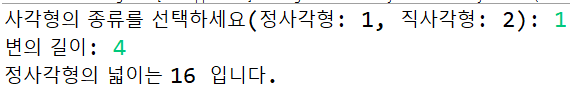 사각형의 종류를 선택하세요(정사각형: 1, 직사각형: 2): 1
변의 길이: 4
정사각형의 넓이는 16 입니다.